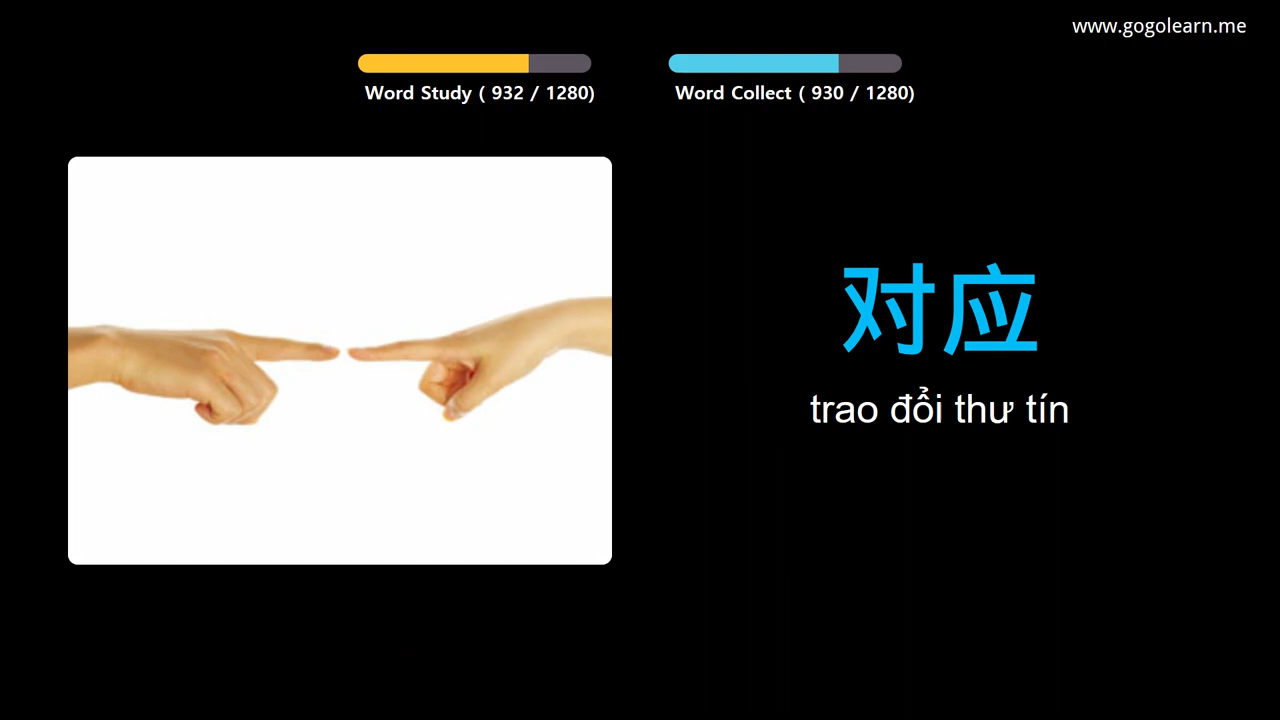 www.gogolearn.me
Word Study ( 932 / 1280)
Word Collect ( 930 / 1280)
对应
trao đổi thư tín